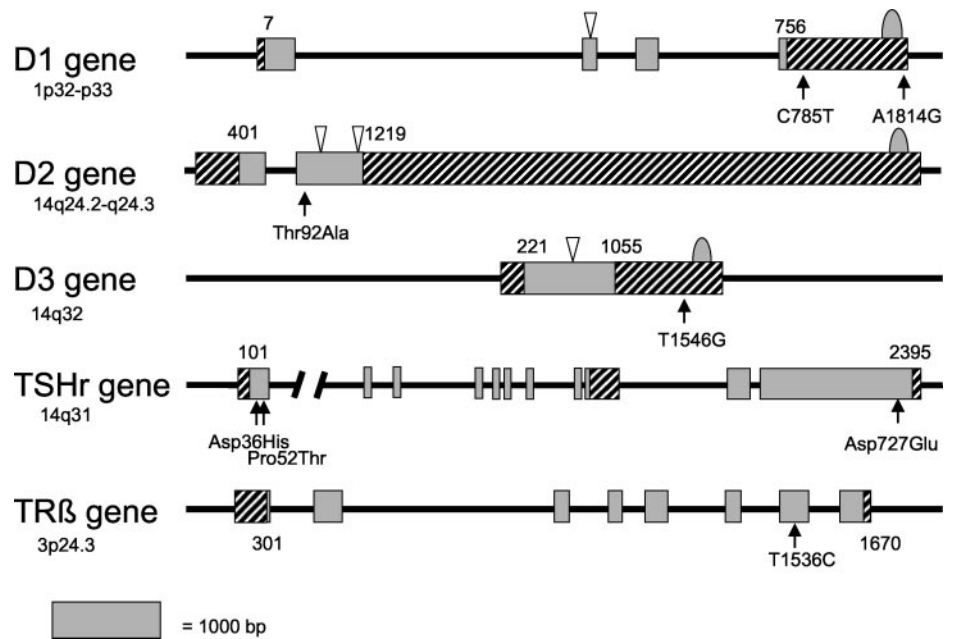 7
756
D1 gene
1p32-p33
C785T
A1814G
401
1219
D2 gene
14q24.2-q24.3
Thr92Ala
221
1055
D3 gene
14q32
T1546G
101
2395
TSHr gene
14q31
Asp36His
Pro52Thr
Asp727Glu
TRß gene
3p24.3
301
1670
T1536C
= 1000 bp